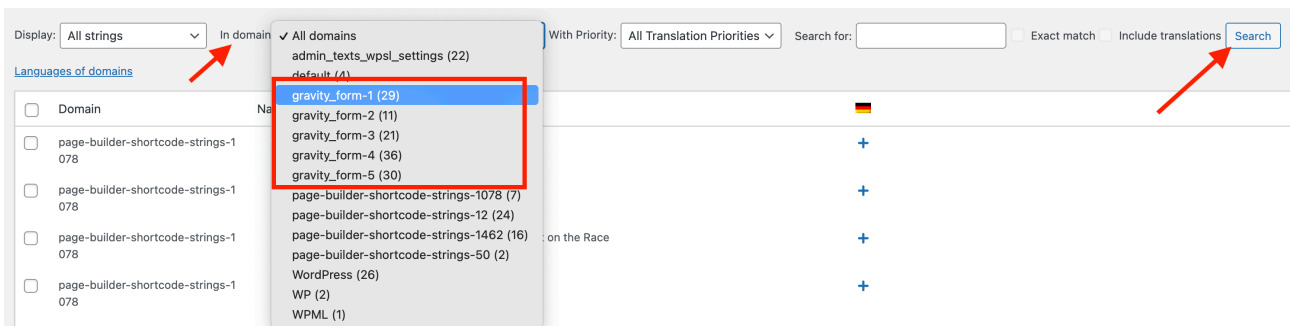 Display: All strings In domain ✓ All domains With Priority: All Translation Priorities Search for: Exact match Include translations Search
admin_texts_wpsl_settings (22)
Languages of domains
default (4)
gravity_form-1 (29)
Domain Na
gravity_form-2 (11)
gravity_form-3 (21)
page-builder-shortcode-strings-1
078
gravity_form-4 (36)
gravity_form-5 (30)
page-builder-shortcode-strings-1
078
page-builder-shortcode-strings-1078 (7)
page-builder-shortcode-strings-12 (24)
page-builder-shortcode-strings-1462 (16)
page-builder-shortcode-strings-1 on the Race
078
page-builder-shortcode-strings-50 (2)
WordPress (26)
page-builder-shortcode-strings-1
078
WP (2)
WPML (1)